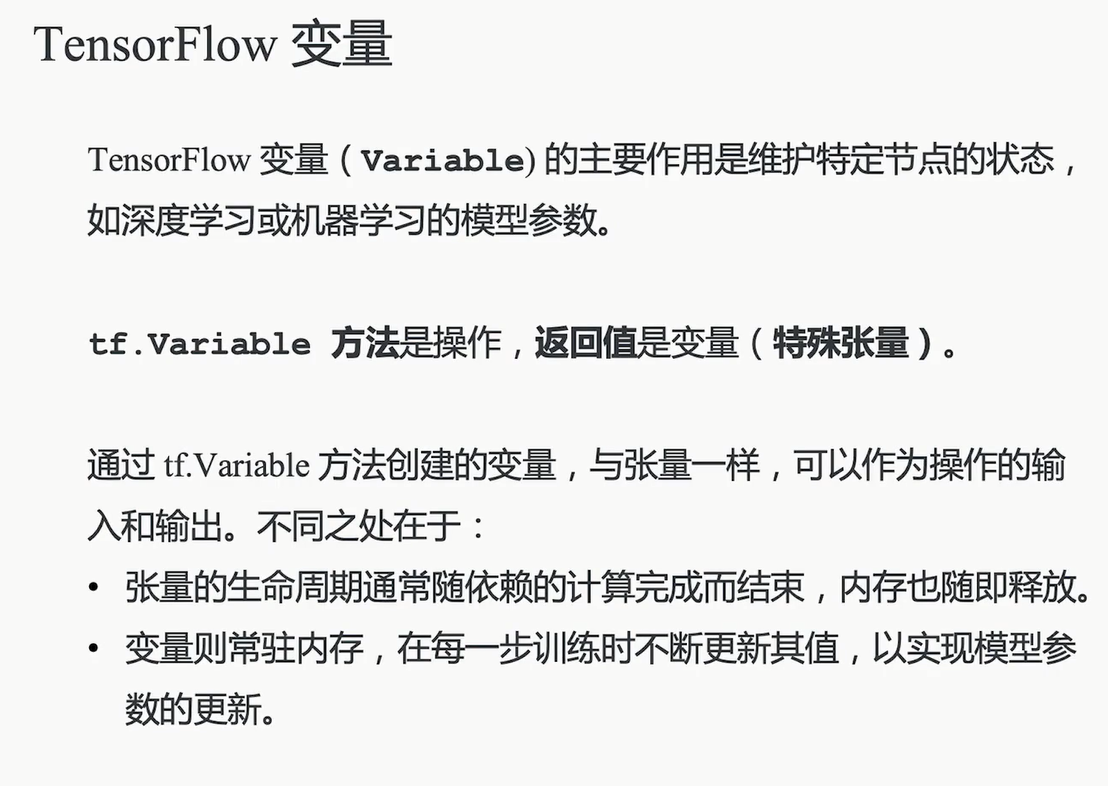 TensorFlow 变量
TensorFlow 变量（Variable) 的主要作用是维护特定节点的状态，
如深度学习或机器学习的模型参数。
tf.Variable 方法是操作，返回值是变量（特殊张量）。
通过 tf.Variable 方法创建的变量，与张量一样，可以作为操作的输
入和输出。不同之处在于：
• 张量的生命周期通常随依赖的计算完成而结束，内存也随即释放。
• 变量则常驻内存，在每一步训练时不断更新其值，以实现模型参
数的更新。